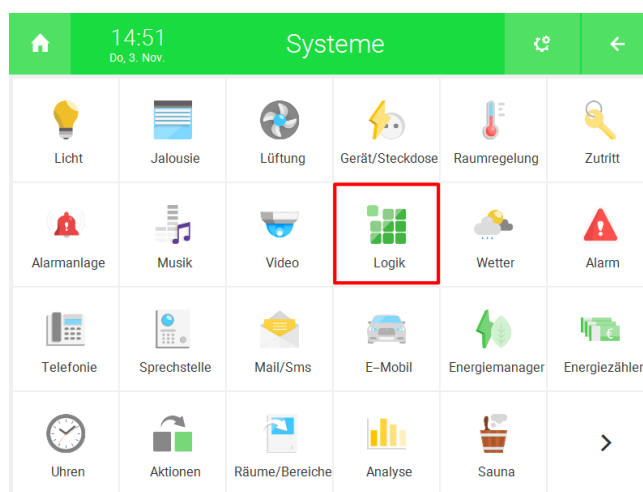 14:51
Do, 3. Nov.
Systeme
Licht
Jalousie
Lüftung
Gerät/Steckdose
Raumregelung
Zutritt
Alarmanlage
Musik
Video
Logik
Wetter
Alarm
Telefonie
Sprechstelle
Mail/Sms
E–Mobil
Energiemanager
Energiezähler
Uhren
Aktionen
Räume/Bereiche
Analyse
Sauna